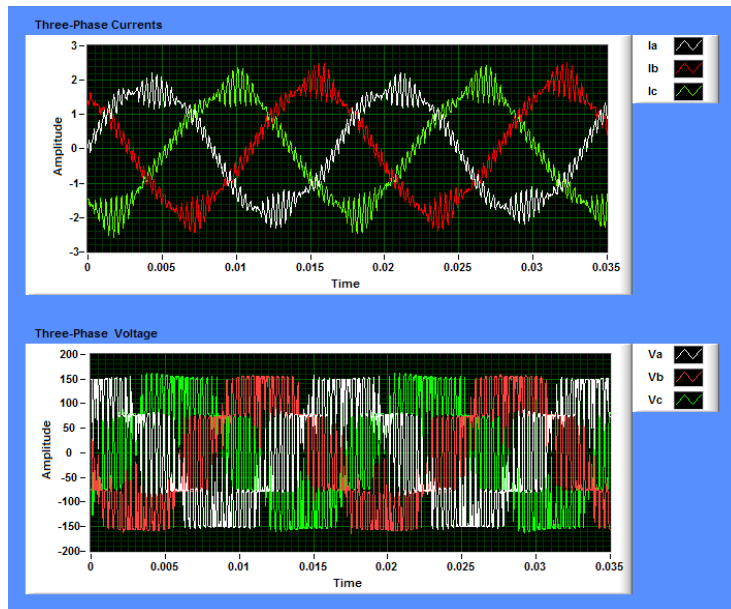 Three-Phase Currents
Ia
Ib
Ic
3
2
1
0
-1
-2
-3
Amplitude
0 0.005 0.01 0.015 0.02 0.025 0.03 0.035
Time
Three-Phase Voltage
Va
Vb
Vc
200
150
100
50
0
-50
-100
-150
-200
Amplitude
0 0.005 0.01 0.015 0.02 0.025 0.03 0.035
Time